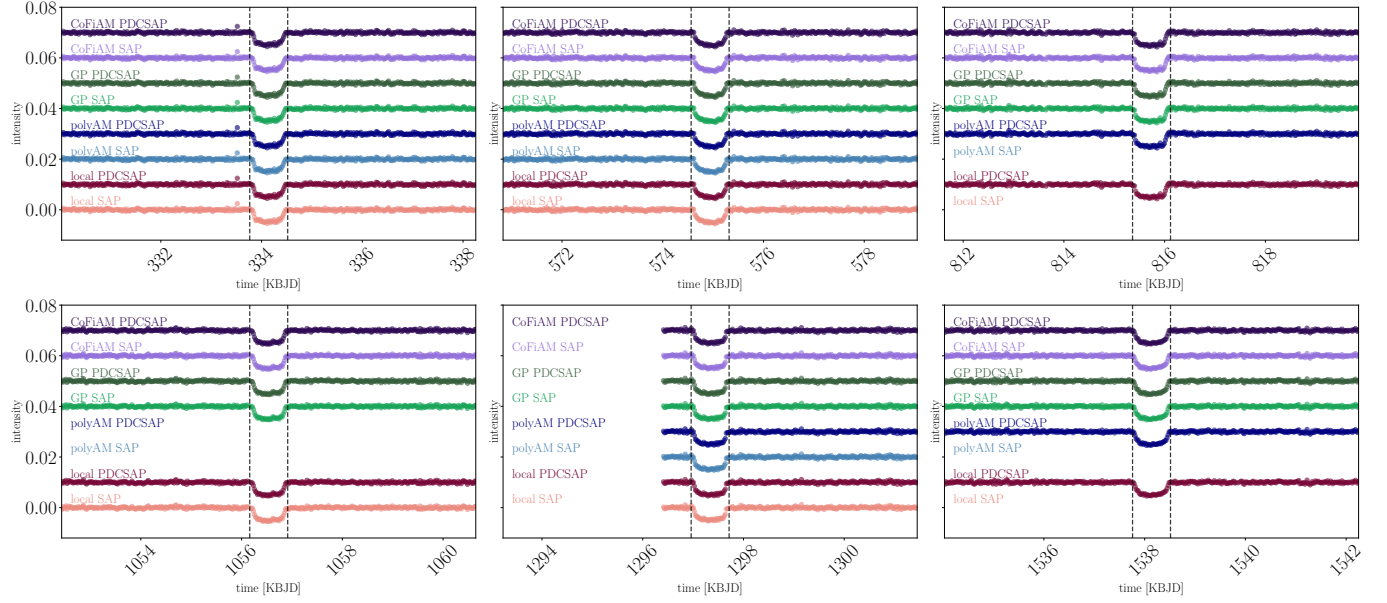 0.08
0.06
0.04
0.02
0.00
intensity
CoFiAM PDCSAP
CoFiAM SAP
GP PDCSAP
GP SAP
polyAM PDCSAP
polyAM SAP
local PDCSAP
local SAP
332
334
336
338
time [KBJD]
intensity
CoFiAM PDCSAP
CoFiAM SAP
GP PDCSAP
GP SAP
polyAM PDCSAP
polyAM SAP
local PDCSAP
local SAP
572
574
576
578
time [KBJD]
intensity
CoFiAM PDCSAP
CoFiAM SAP
GP PDCSAP
GP SAP
polyAM PDCSAP
polyAM SAP
local PDCSAP
local SAP
812
814
816
818
time [KBJD]
0.08
0.06
0.04
0.02
0.00
intensity
CoFiAM PDCSAP
CoFiAM SAP
GP PDCSAP
GP SAP
polyAM PDCSAP
polyAM SAP
local PDCSAP
local SAP
1054
1056
1058
1060
time [KBJD]
intensity
CoFiAM PDCSAP
CoFiAM SAP
GP PDCSAP
GP SAP
polyAM PDCSAP
polyAM SAP
local PDCSAP
local SAP
1294
1296
1298
1300
time [KBJD]
intensity
CoFiAM PDCSAP
CoFiAM SAP
GP PDCSAP
GP SAP
polyAM PDCSAP
polyAM SAP
local PDCSAP
local SAP
1536
1538
1540
1542
time [KBJD]